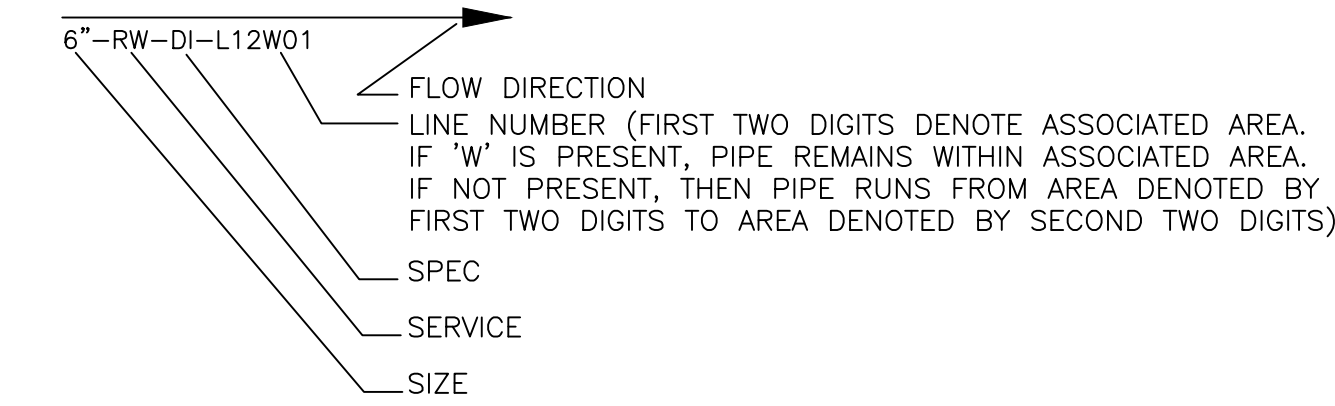 6"-RW-DI-L12W01
FLOW DIRECTION
LINE NUMBER (FIRST TWO DIGITS DENOTE ASSOCIATED AREA.
IF 'W' IS PRESENT, PIPE REMAINS WITHIN ASSOCIATED AREA.
IF NOT PRESENT, THEN PIPE RUNS FROM AREA DENOTED BY
FIRST TWO DIGITS TO AREA DENOTED BY SECOND TWO DIGITS)
SPEC
SERVICE
SIZE